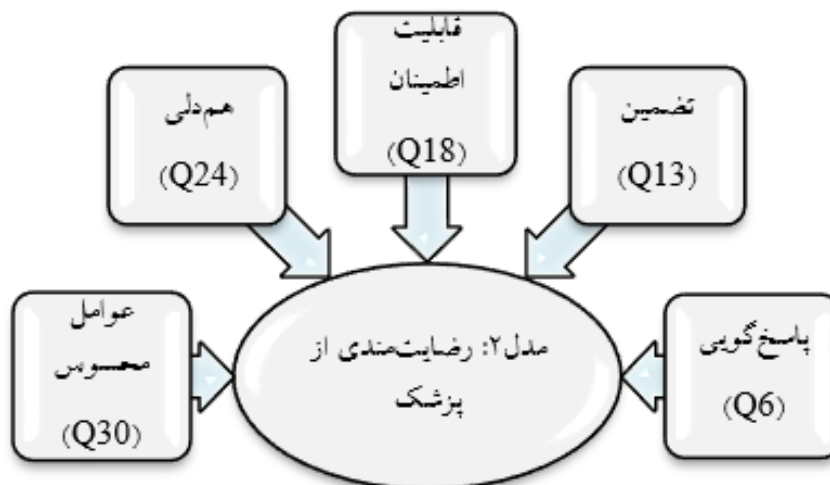 قابلیت
اطمینان
(Q18)
تضمین
(Q13)
هم‌دلی
(Q24)
پاسخ‌گویی
(Q6)
مدل۲: رضایت‌مندی از
پزشک
عوامل
محسوس
(Q30)